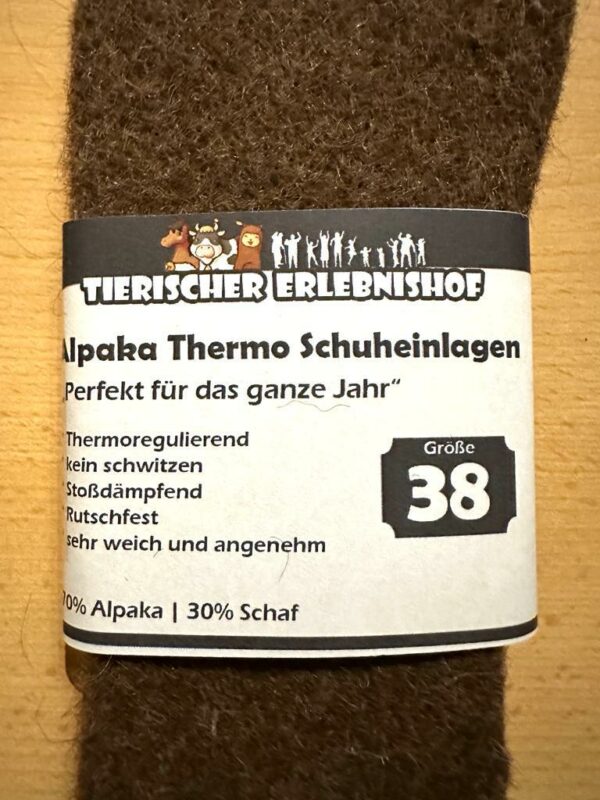 TIERISCHER ERLEBNISHOF
Alpaka Thermo Schuheinlagen
„Perfekt für das ganze Jahr“
Thermoregulierend
kein schwitzen
Stoßdämpfend
Rutschfest
sehr weich und angenehm
Größe
38
70% Alpaka | 30% Schaf